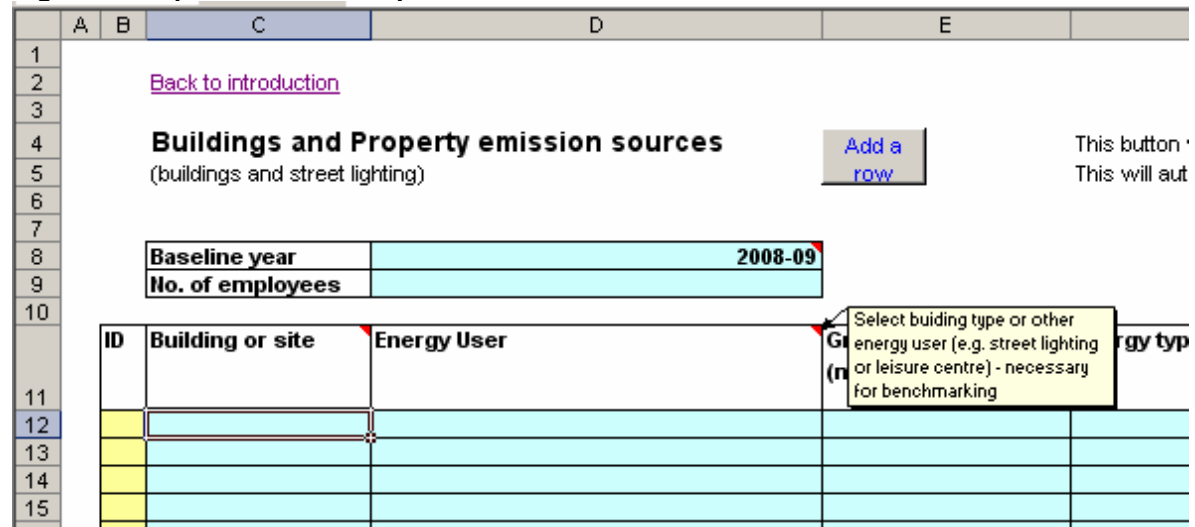 A B C D E
1
2 Back to introduction
3
4 Buildings and Property emission sources Add a This button
5 (buildings and street lighting) row This will aut
6
7
8 Baseline year 2008-09
9 No. of employees
10 Select buiding type or other
ID Building or site Energy User G energy user (e.g. street lighting rgy typ
(n or leisure centre) - necessary
11 for benchmarking
12
13
14
15